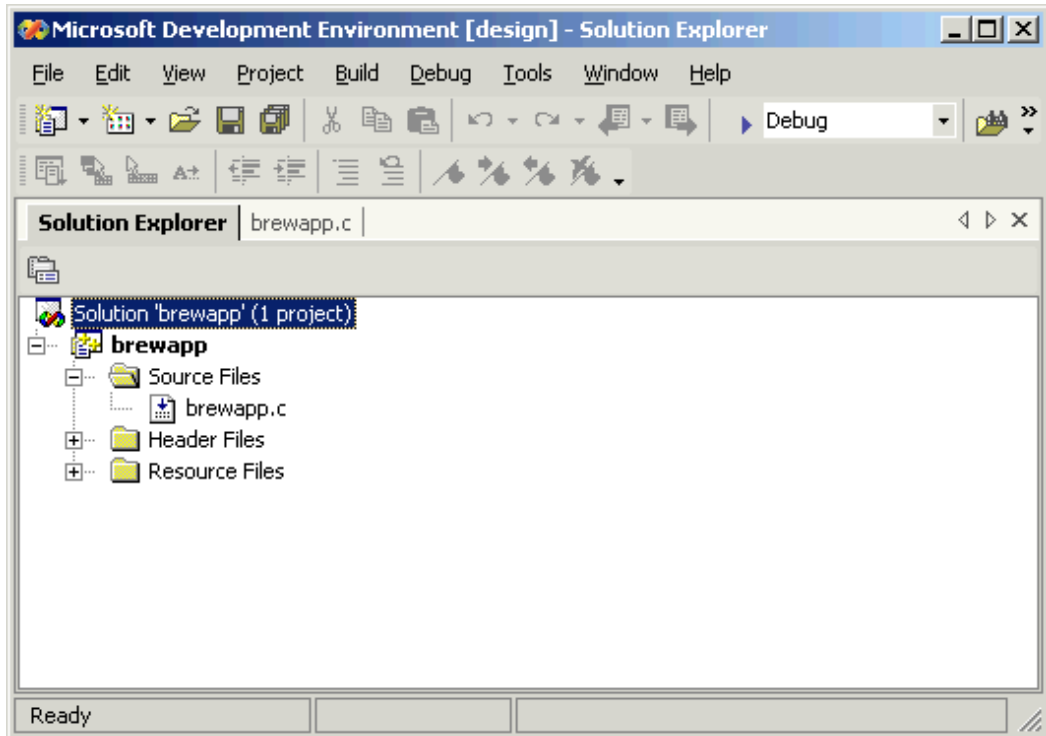 Microsoft Development Environment [design] - Solution Explorer
File Edit View Project Build Debug Tools Window Help
Debug
Solution Explorer brewapp.c
Solution 'brewapp' (1 project)
brewapp
Source Files
brewapp.c
Header Files
Resource Files
Ready